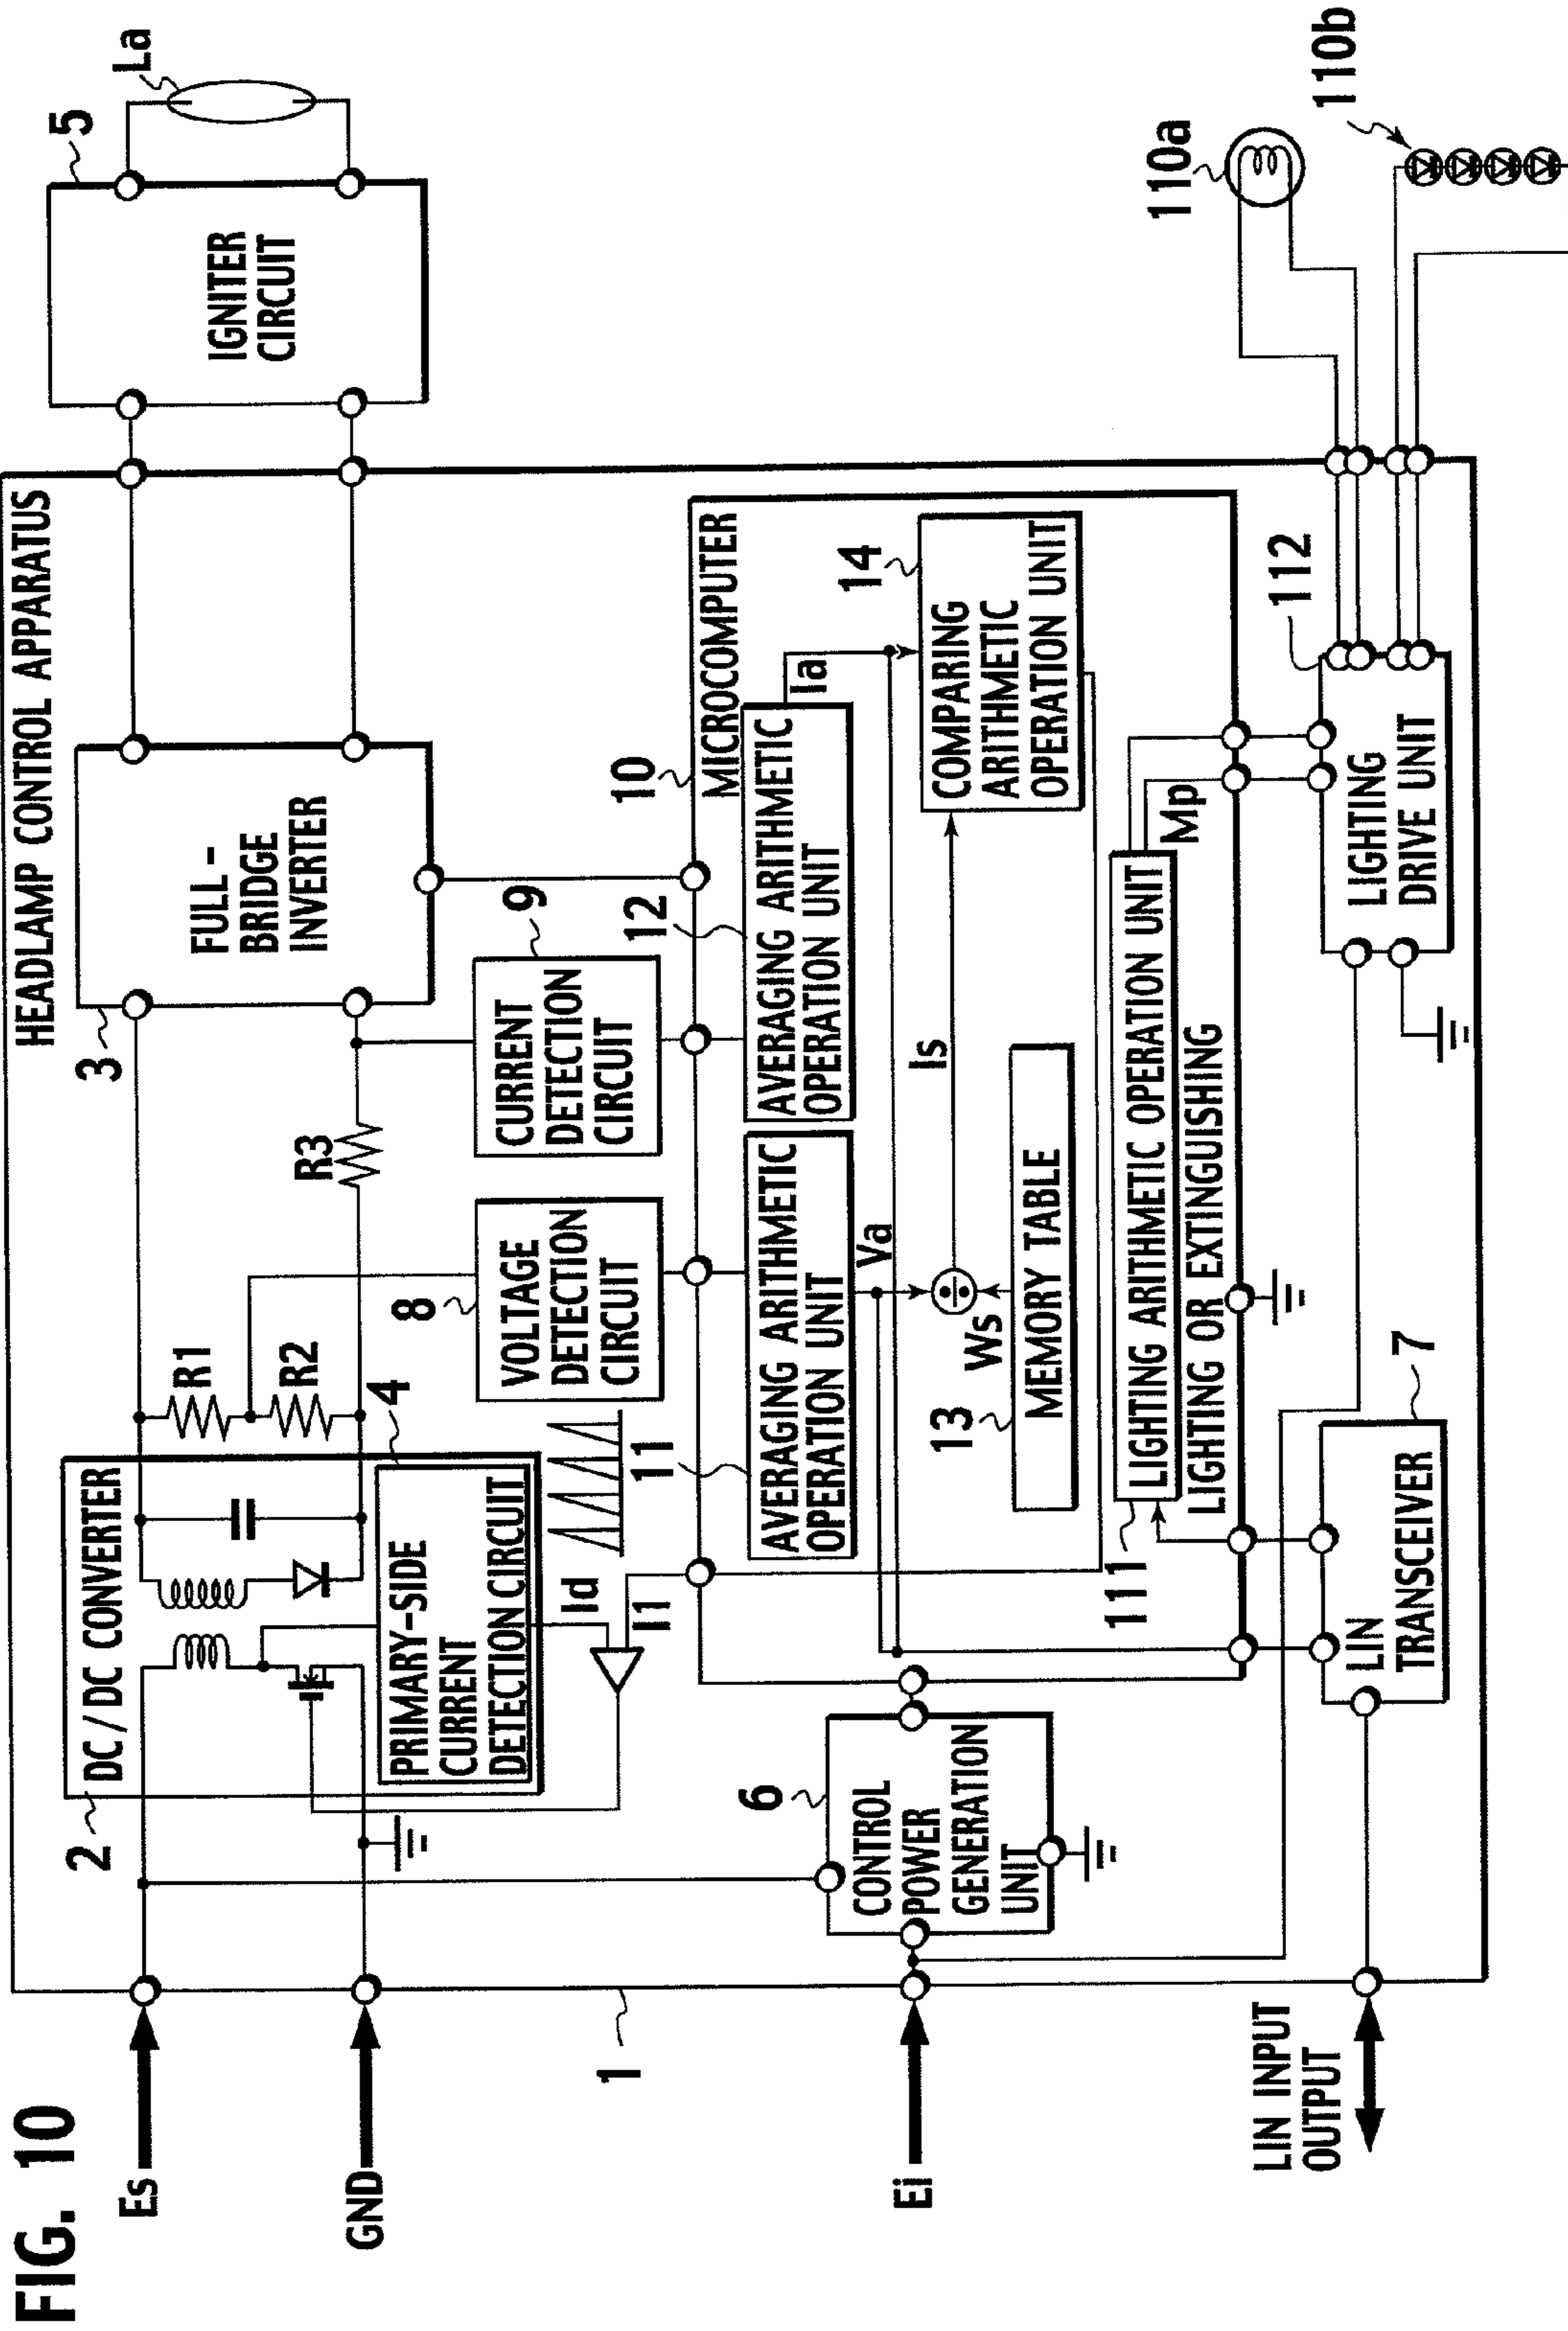 FIG. 10
HEADLAMP CONTROL APPARATUS
Es
GND
Ei
LIN INPUT
OUTPUT
1
2
DC / DC CONVERTER
4
PRIMARY-SIDE
CURRENT
DETECTION CIRCUIT
Id
I1
R1
R2
R3
3
FULL-
BRIDGE
INVERTER
5
IGNITER
CIRCUIT
La
8
VOLTAGE
DETECTION
CIRCUIT
9
CURRENT
DETECTION
CIRCUIT
10
MICROCOMPUTER
11
AVERAGING ARITHMETIC
OPERATION UNIT
Va
12
AVERAGING ARITHMETIC
OPERATION UNIT
Ia
Ws
Is
13
MEMORY TABLE
14
COMPARING
ARITHMETIC
OPERATION UNIT
111
LIGHTING ARITHMETIC OPERATION UNIT
LIGHTING OR EXTINGUISHING
Mp
6
CONTROL
POWER
GENERATION
UNIT
7
LIN
TRANSCEIVER
112
LIGHTING
DRIVE UNIT
110a
110b